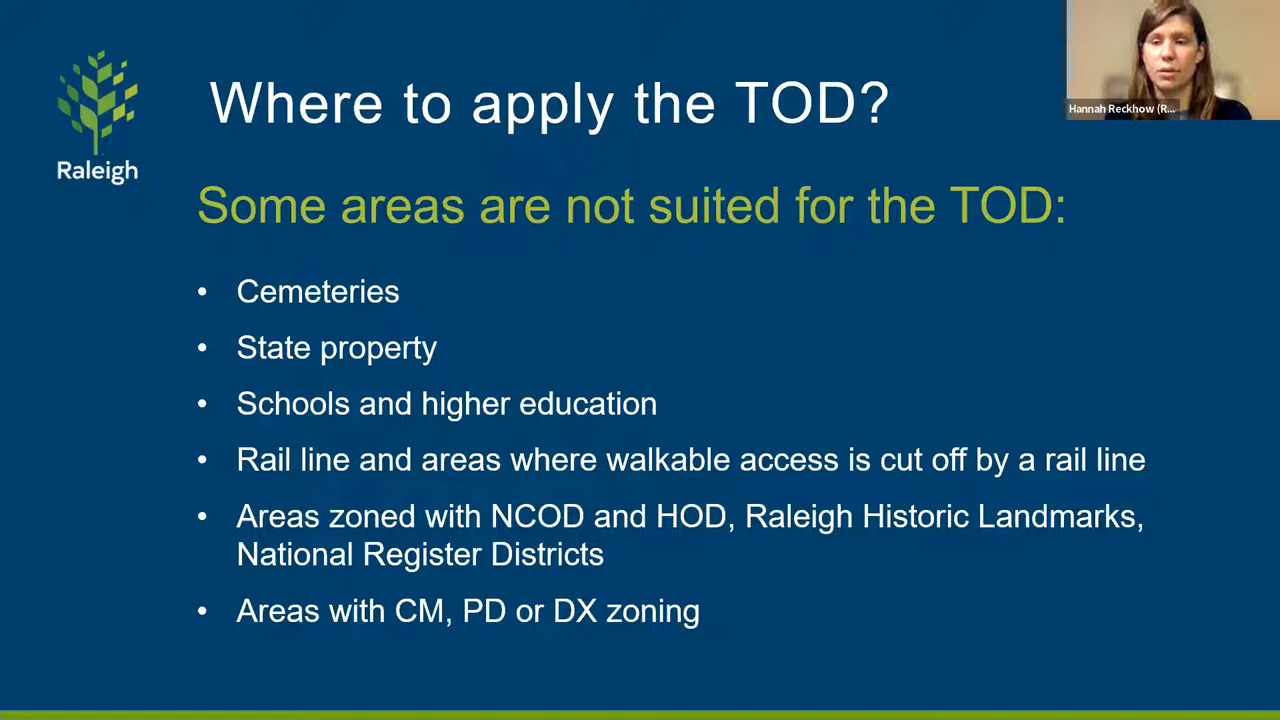 Raleigh
Where to apply the TOD?
Hannah Reckhow (R...
Some areas are not suited for the TOD:
• Cemeteries
• State property
• Schools and higher education
• Rail line and areas where walkable access is cut off by a rail line
• Areas zoned with NCOD and HOD, Raleigh Historic Landmarks,
National Register Districts
• Areas with CM, PD or DX zoning